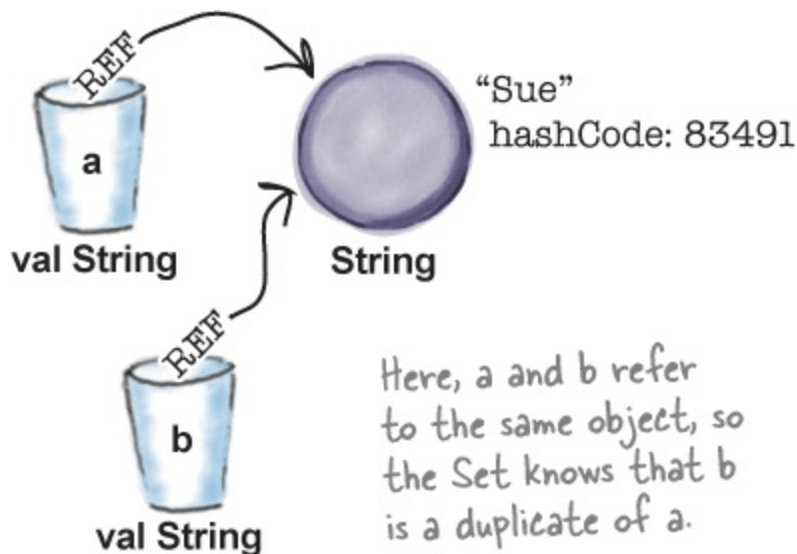 REF
a
val String
"Sue"
hashCode: 83491
String
REF
b
val String
Here, a and b refer
to the same object, so
the Set knows that b
is a duplicate of a.